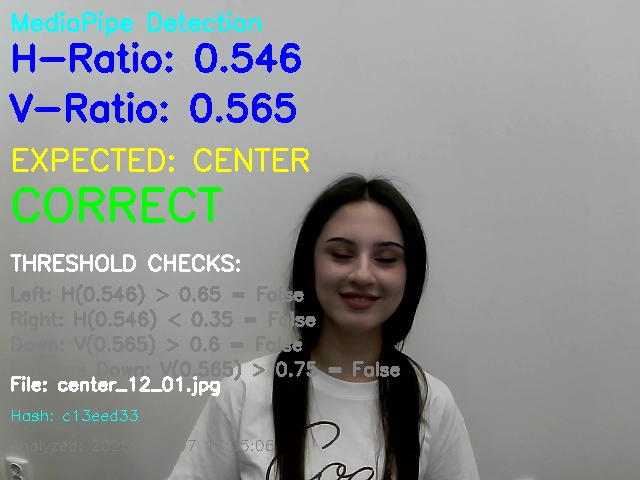 MediaPipe Detection
H-Ratio: 0.546
V-Ratio: 0.565
EXPECTED: CENTER
CORRECT
THRESHOLD CHECKS:
Left: H(0.546) > 0.65 = False
Right: H(0.546) < 0.35 = False
Down: V(0.565) > 0.6 = False
Down: V(0.565) > 0.75 = False
File: center_12_01.jpg
Hash: c13eed33
Analyzed: